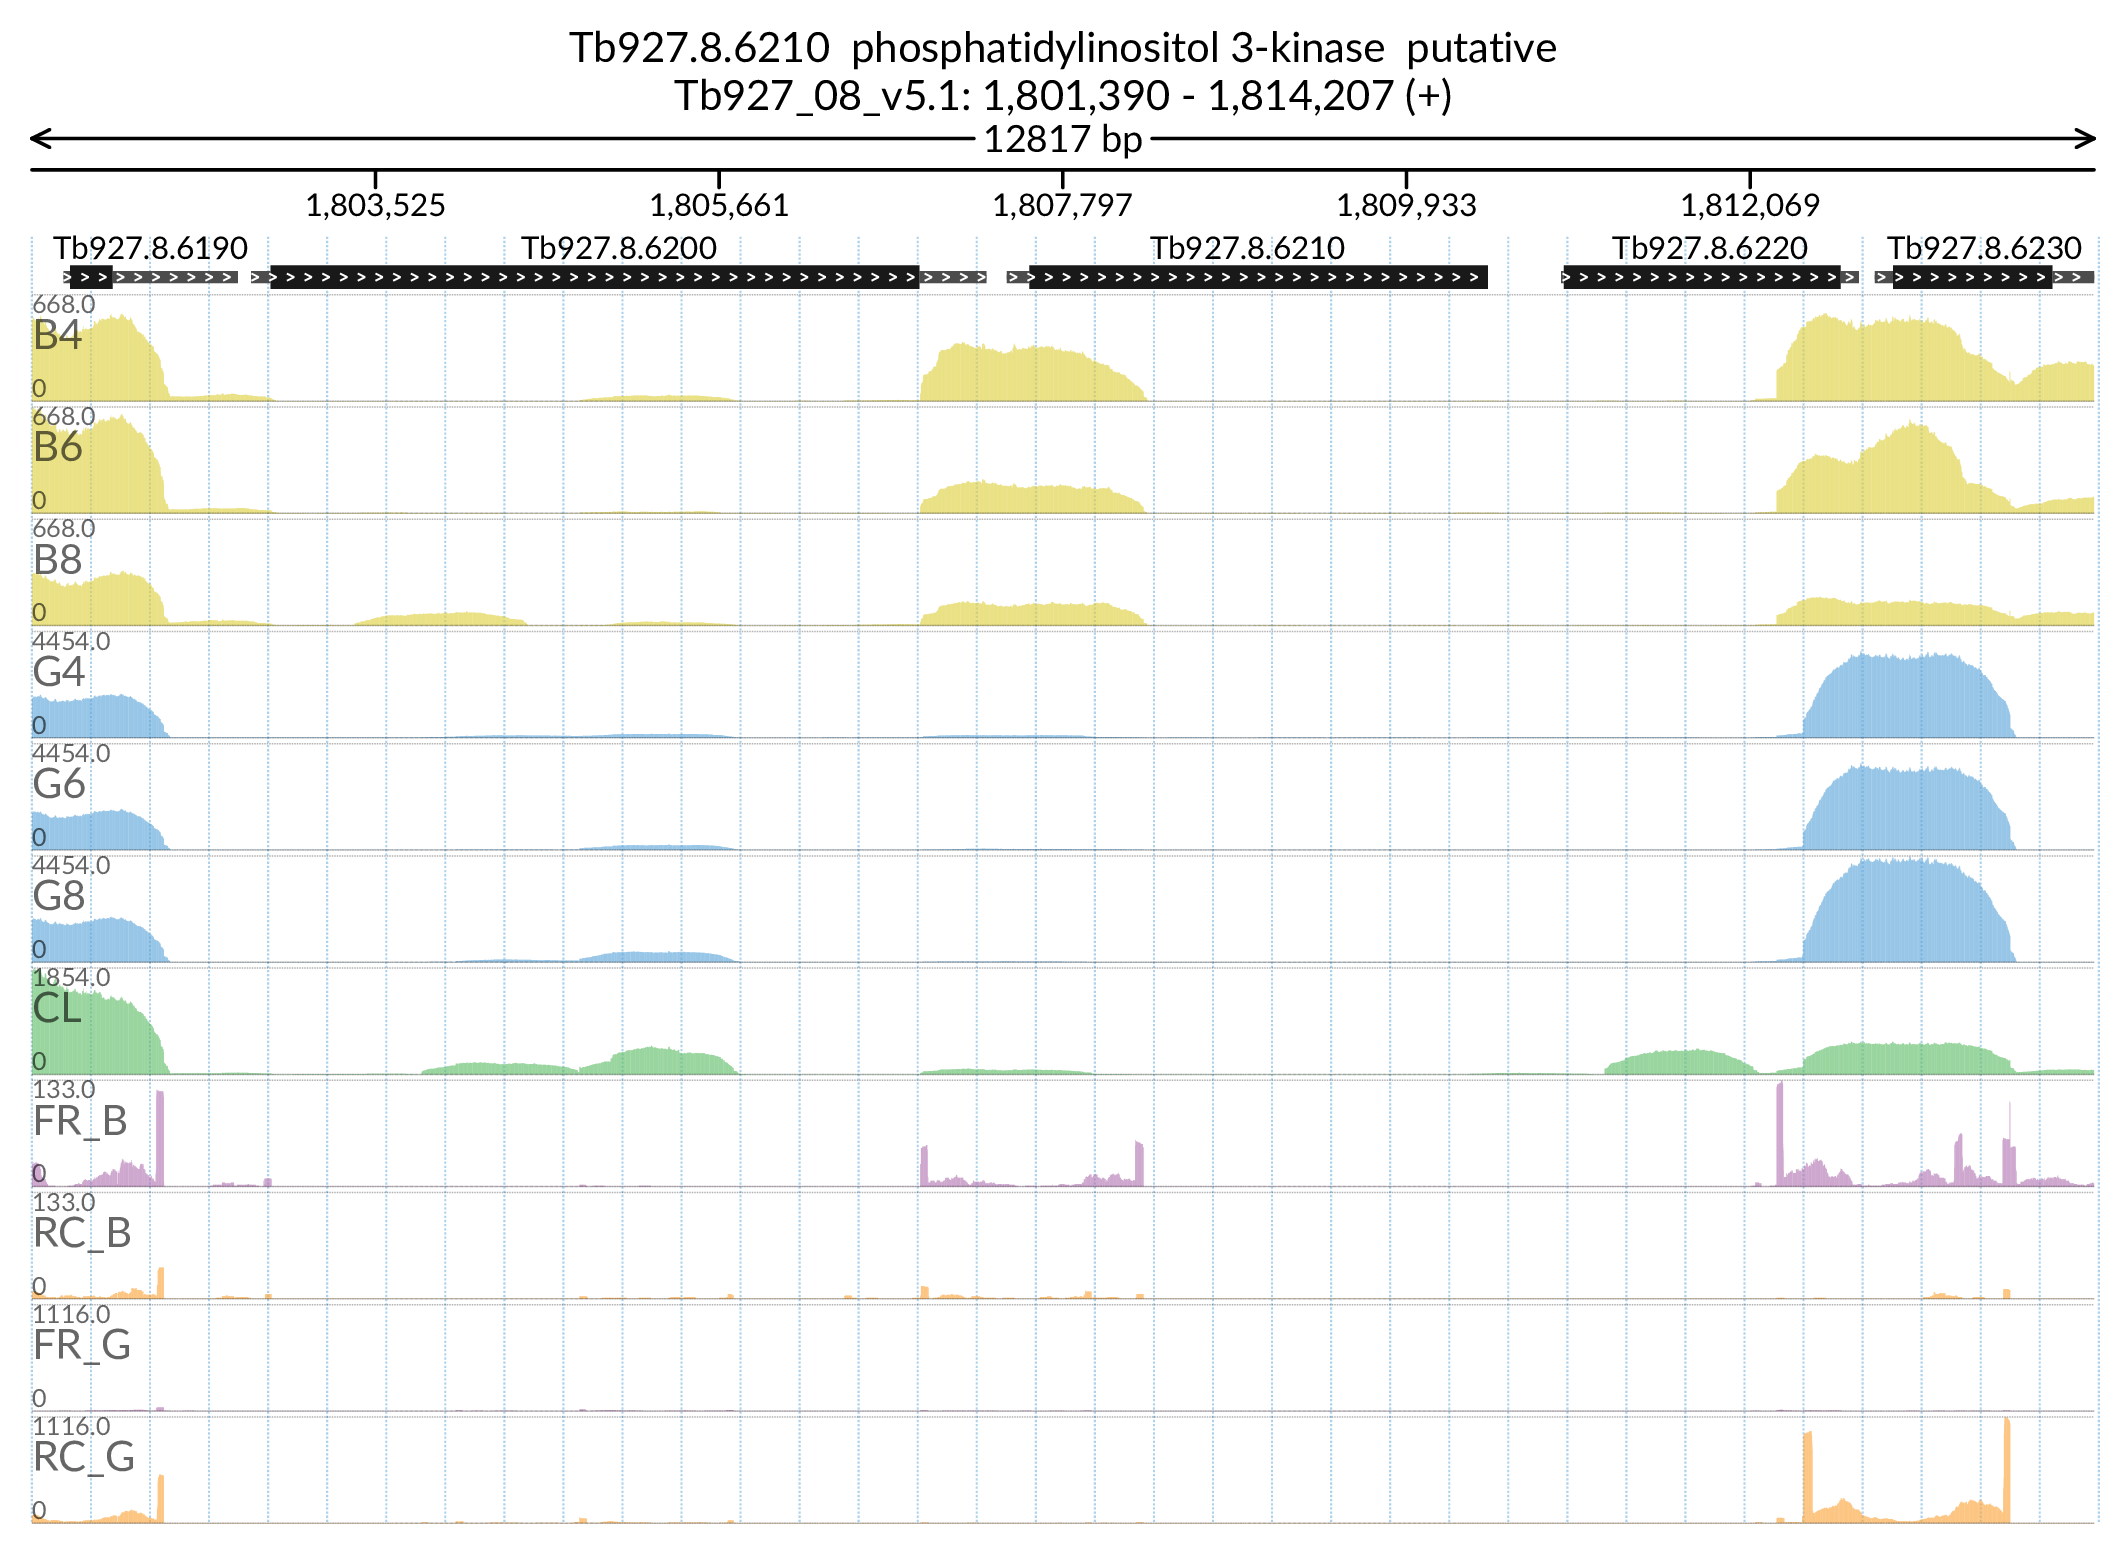 Tb927.8.6210 phosphatidylinositol 3-kinase putative
Tb927_08_v5.1: 1,801,390 - 1,814,207 (+)
12817 bp
1,803,525 1,805,661 1,807,797 1,809,933 1,812,069
Tb927.8.6190 Tb927.8.6200 Tb927.8.6210 Tb927.8.6220 Tb927.8.6230
668.0
B4
0
668.0
B6
0
668.0
B8
0
4454.0
G4
0
4454.0
G6
0
4454.0
G8
0
1854.0
CL
0
133.0
FR_B
0
133.0
RC_B
0
1116.0
FR_G
0
1116.0
RC_G
0